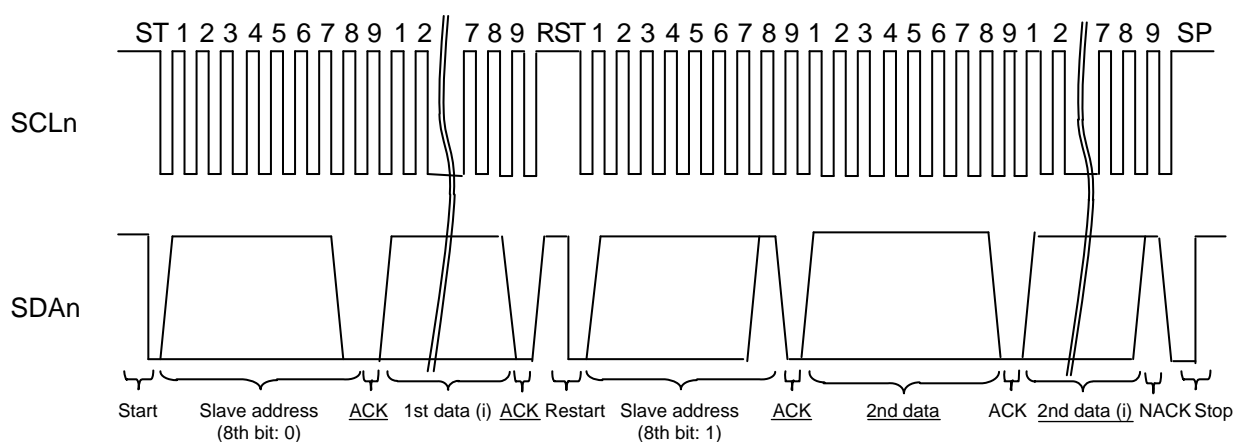 ST 1 2 3 4 5 6 7 8 9 1 2 7 8 9 RST 1 2 3 4 5 6 7 8 9 1 2 3 4 5 6 7 8 9 1 2 7 8 9 SP
SCLn
SDAn
Start Slave address ACK 1st data (i) ACK Restart Slave address ACK 2nd data ACK 2nd data (i) NACK Stop
(8th bit: 0) (8th bit: 1)